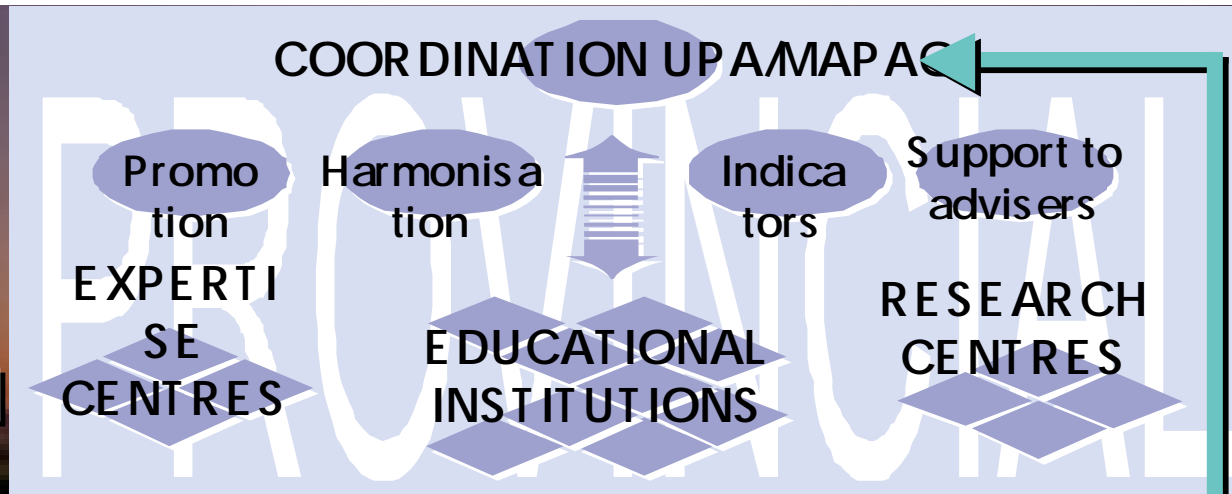 COORDINATION UPA/MAPAQ
Promo
tion
Harmonisa
tion
Indica
tors
Support to
advisers
EXPERTI
SE
CENTRES
EDUCATIONAL
INSTITUTIONS
RESEARCH
CENTRES
PROVINCIAL